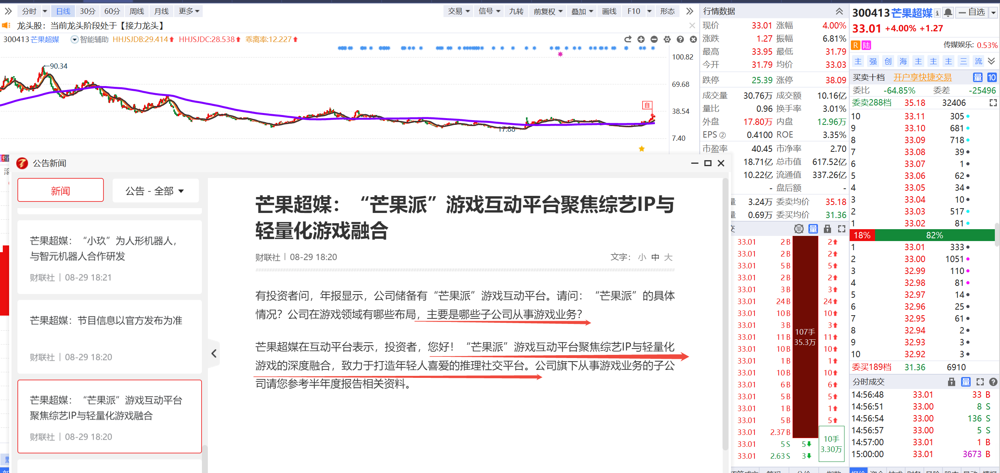 分时 日线 30分 60分 周线 月线 更多 交易 信号 九转 前复权 叠加 画线 F10 形态
龙头股：当前龙头阶段处于【接力龙头】
300413 芒果超媒 智能辅助 HHJSJDB:29.414 HHJSJDC:28.538 乖离率:12.227
←90.34
17.88
自
100.82
69.68
38.54
7.40
公告新闻
新闻 公告 - 全部
芒果超媒：“小玖”为人形机器人，
与智元机器人合作研发
财联社 | 08-29 18:21
芒果超媒：节目信息以官方发布为准
财联社 | 08-29 18:20
芒果超媒：“芒果派”游戏互动平台
聚焦综艺IP与轻量化游戏融合
财联社 | 08-29 18:20
芒果超媒：“芒果派”游戏互动平台聚焦综艺IP与
轻量化游戏融合
财联社 | 08-29 18:20 文字： 小 中 大
有投资者问，年报显示，公司储备有“芒果派”游戏互动平台。请问：“芒果派”的具体
情况？公司在游戏领域有哪些布局，主要是哪些子公司从事游戏业务？
芒果超媒在互动平台表示，投资者，您好！“芒果派”游戏互动平台聚焦综艺IP与轻量化
游戏的深度融合，致力于打造年轻人喜爱的推理社交平台。公司旗下从事游戏业务的子公
司请您参考半年度报告相关资料。
行情数据
现价 33.01 涨幅 4.00%
涨跌 1.27 振幅 6.81%
最高 33.95 最低 31.79
今开 31.79 均价 33.03
跌停 25.39 涨停 38.09
成交量 30.76万 成交额 10.16亿
量比 0.96 换手率 3.01%
外盘 17.80万 内盘 12.96万
EPS ② 0.4100 ROE 3.35%
市盈率 40.45 市净率 2.70
18.71亿 总市值 617.52亿
10.22亿 流通值 337.26亿
- 盘后额 -
量 3.24万 委卖均价 35.18
量 0.69万 委买均价 31.36
单 量
33.01 2B 2
33.01 2B 2
33.01 5B 5
33.01 2B 2
33.01 3B 3
33.01 24B 24
33.01 10B 10
33.01 3B 3
33.01 11B 11
33.01 10B 10
33.01 1B 1
33.01 10B 10
33.01 6B 6
33.01 5B 5
33.01 1B 1
33.01 5B 5
33.01 2.37B
33.01 5S 5
33.01 2.63S 3
107手
35.3万
10手
3.30万
300413 芒果超媒 自选
33.01 +4.00% +1.27
R 陆 传媒娱乐: 0.53%
主 强 创 海 主 主 主 三 流
买卖十档 开户享快捷交易 量 10
委比 -64.85% 委差 -25496
委卖288档 35.18 32406
10 33.11 305
9 33.10 681
8 33.09 718
7 33.08 39
6 33.07 1
5 33.06 62
4 33.05 34
3 33.04 10
2 33.03 517
1 33.02 81
18% 82%
1 33.01 333
2 33.00 1051
3 32.99 110
4 32.98 81
5 32.97 14
6 32.96 25
7 32.95 61
8 32.94 2
9 32.93 3
10 32.92 3
委买189档 31.36 6910
分时成交 量
14:56:48 33.01 33 B
14:56:51 33.00 8 S
14:56:54 33.00 136 S
14:56:57 33.00 5 S
14:57:00 33.01 1 B
15:00:00 33.01 3673 B